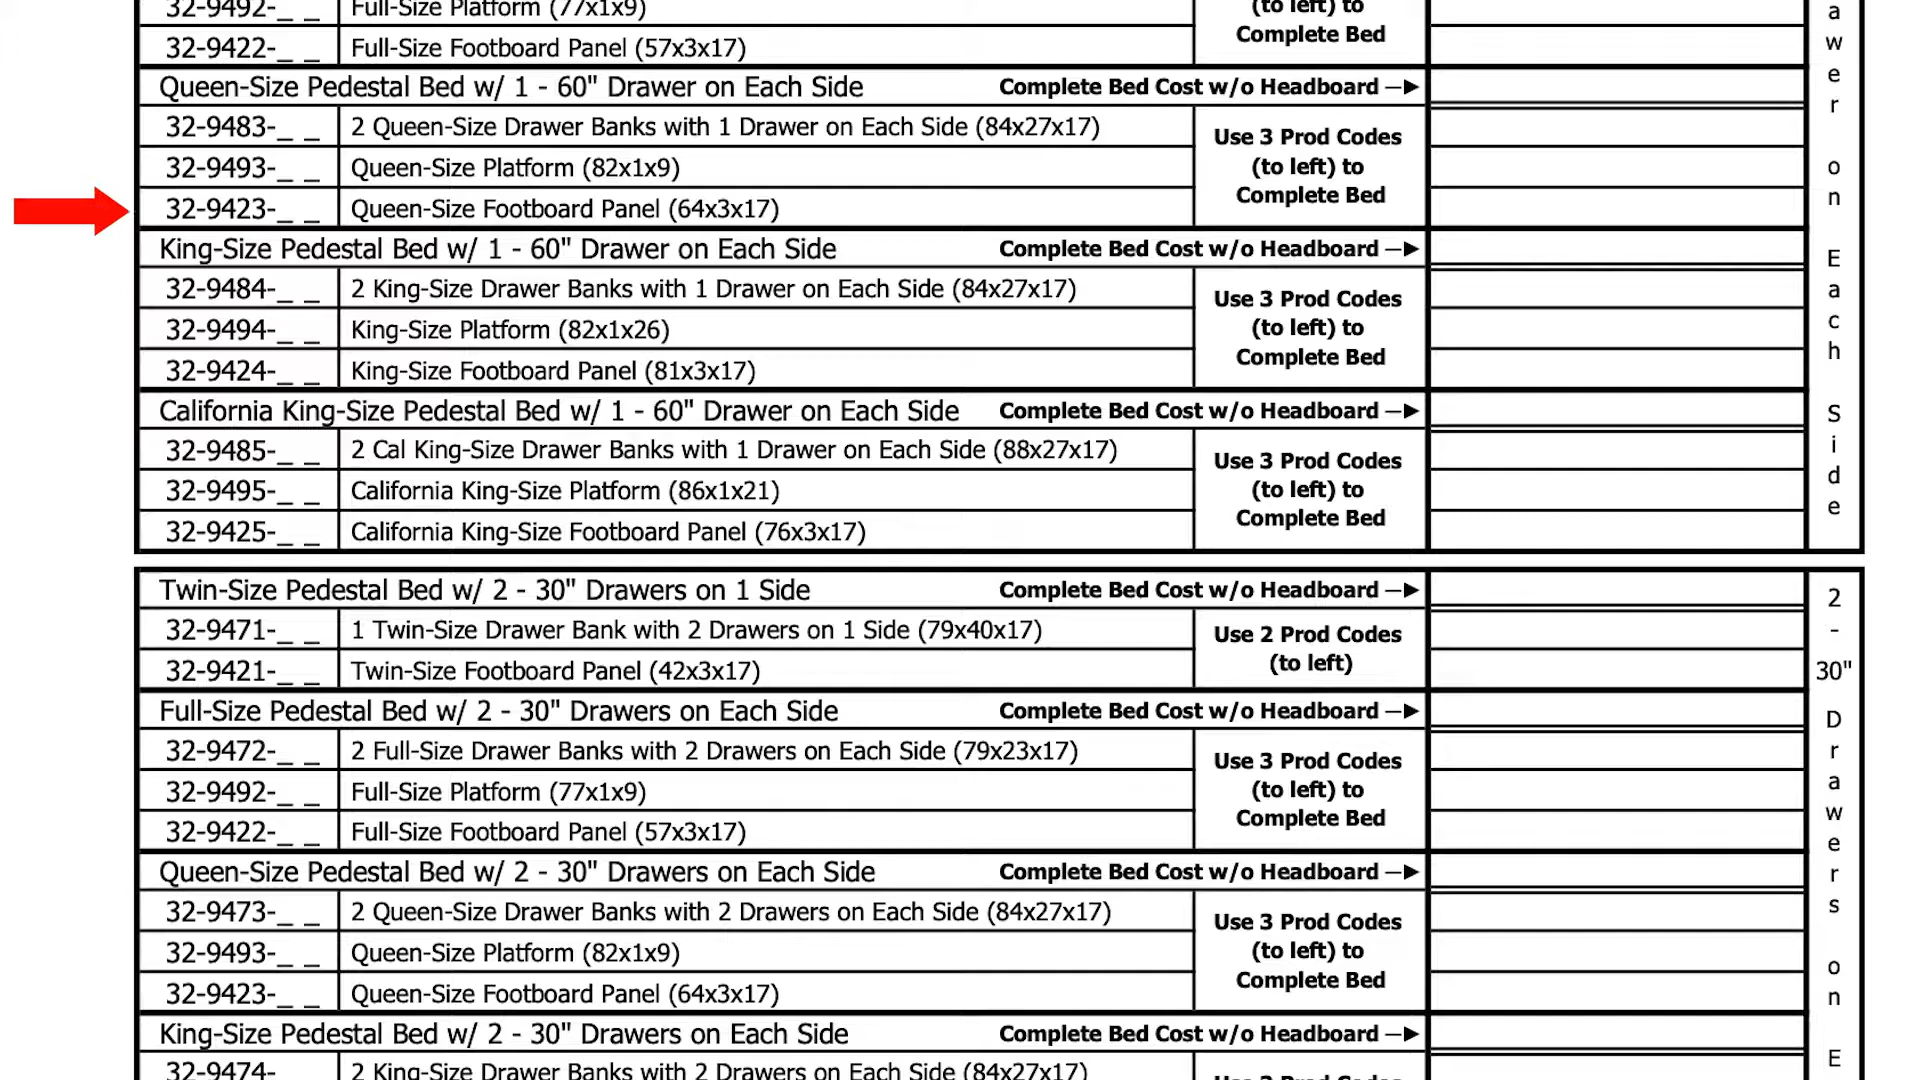 32-9492-_ _ Full-Size Platform (77x1x9) (to left) to
Complete Bed
32-9422-_ _ Full-Size Footboard Panel (57x3x17)
Queen-Size Pedestal Bed w/ 1 - 60" Drawer on Each Side Complete Bed Cost w/o Headboard
32-9483-_ _ 2 Queen-Size Drawer Banks with 1 Drawer on Each Side (84x27x17)
32-9493-_ _ Queen-Size Platform (82x1x9)
32-9423-_ _ Queen-Size Footboard Panel (64x3x17)
Use 3 Prod Codes
(to left) to
Complete Bed
King-Size Pedestal Bed w/ 1 - 60" Drawer on Each Side Complete Bed Cost w/o Headboard
32-9484-_ _ 2 King-Size Drawer Banks with 1 Drawer on Each Side (84x27x17)
32-9494-_ _ King-Size Platform (82x1x26)
32-9424-_ _ King-Size Footboard Panel (81x3x17)
Use 3 Prod Codes
(to left) to
Complete Bed
California King-Size Pedestal Bed w/ 1 - 60" Drawer on Each Side Complete Bed Cost w/o Headboard
32-9485-_ _ 2 Cal King-Size Drawer Banks with 1 Drawer on Each Side (88x27x17)
32-9495-_ _ California King-Size Platform (86x1x21)
32-9425-_ _ California King-Size Footboard Panel (76x3x17)
Use 3 Prod Codes
(to left) to
Complete Bed
awer on Each Side
Twin-Size Pedestal Bed w/ 2 - 30" Drawers on 1 Side Complete Bed Cost w/o Headboard
32-9471-_ _ 1 Twin-Size Drawer Bank with 2 Drawers on 1 Side (79x40x17)
32-9421-_ _ Twin-Size Footboard Panel (42x3x17)
Use 2 Prod Codes
(to left)
Full-Size Pedestal Bed w/ 2 - 30" Drawers on Each Side Complete Bed Cost w/o Headboard
32-9472-_ _ 2 Full-Size Drawer Banks with 2 Drawers on Each Side (79x23x17)
32-9492-_ _ Full-Size Platform (77x1x9)
32-9422-_ _ Full-Size Footboard Panel (57x3x17)
Use 3 Prod Codes
(to left) to
Complete Bed
Queen-Size Pedestal Bed w/ 2 - 30" Drawers on Each Side Complete Bed Cost w/o Headboard
32-9473-_ _ 2 Queen-Size Drawer Banks with 2 Drawers on Each Side (84x27x17)
32-9493-_ _ Queen-Size Platform (82x1x9)
32-9423-_ _ Queen-Size Footboard Panel (64x3x17)
Use 3 Prod Codes
(to left) to
Complete Bed
King-Size Pedestal Bed w/ 2 - 30" Drawers on Each Side Complete Bed Cost w/o Headboard
32-9474-_ _ 2 King-Size Drawer Banks with 2 Drawers on Each Side (84x27x17)
Use 3 Prod Codes
2 - 30" Drawers on E